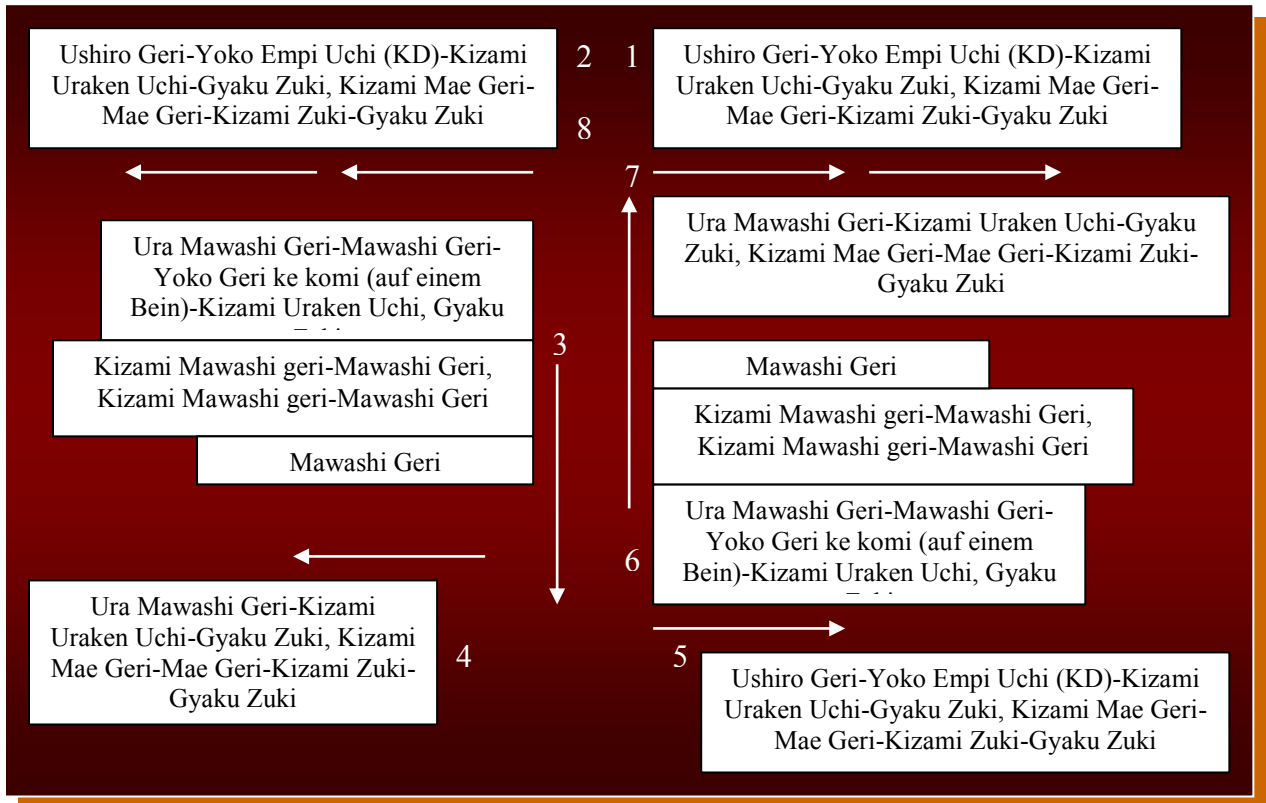 Ushiro Geri-Yoko Empi Uchi (KD)-Kizami
Uraken Uchi-Gyaku Zuki, Kizami Mae Geri-
Mae Geri-Kizami Zuki-Gyaku Zuki
2
1
Ushiro Geri-Yoko Empi Uchi (KD)-Kizami
Uraken Uchi-Gyaku Zuki, Kizami Mae Geri-
Mae Geri-Kizami Zuki-Gyaku Zuki
8
7
Ura Mawashi Geri-Mawashi Geri-
Yoko Geri ke komi (auf einem
Bein)-Kizami Uraken Uchi, Gyaku
Ura Mawashi Geri-Kizami Uraken Uchi-Gyaku
Zuki, Kizami Mae Geri-Mae Geri-Kizami Zuki-
Gyaku Zuki
3
Kizami Mawashi geri-Mawashi Geri,
Kizami Mawashi geri-Mawashi Geri
Mawashi Geri
Mawashi Geri
Kizami Mawashi geri-Mawashi Geri,
Kizami Mawashi geri-Mawashi Geri
Ura Mawashi Geri-Mawashi Geri-
Yoko Geri ke komi (auf einem
Bein)-Kizami Uraken Uchi, Gyaku
6
Ura Mawashi Geri-Kizami
Uraken Uchi-Gyaku Zuki, Kizami
Mae Geri-Mae Geri-Kizami Zuki-
Gyaku Zuki
4
5
Ushiro Geri-Yoko Empi Uchi (KD)-Kizami
Uraken Uchi-Gyaku Zuki, Kizami Mae Geri-
Mae Geri-Kizami Zuki-Gyaku Zuki